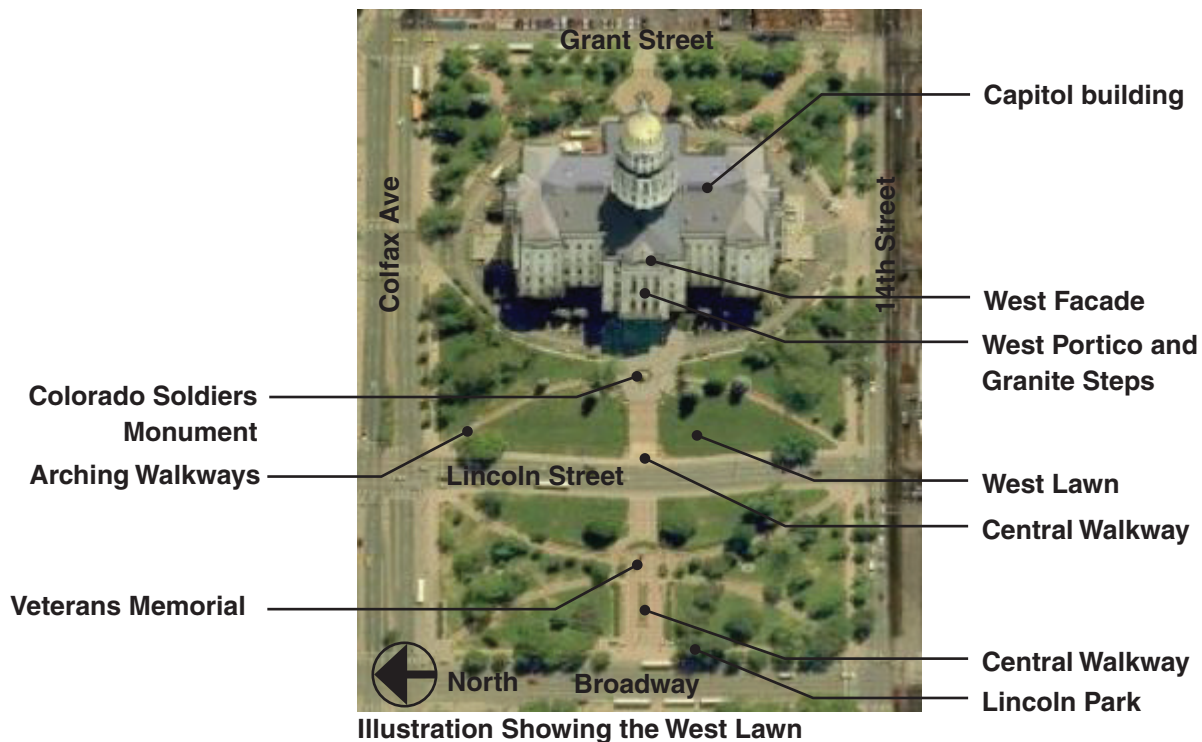 Grant Street
Capitol building
Colfax Ave
14th Street
West Facade
West Portico and
Granite Steps
Colorado Soldiers
Monument
Arching Walkways
Lincoln Street
West Lawn
Central Walkway
Veterans Memorial
Central Walkway
North
Broadway
Lincoln Park
Illustration Showing the West Lawn